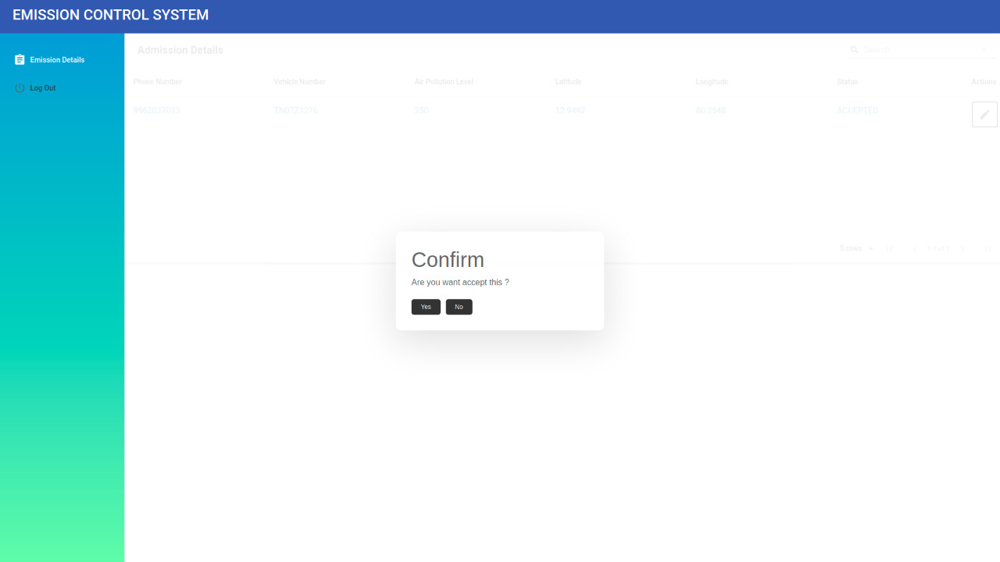 EMISSION CONTROL SYSTEM
Emission Details
Log Out
Admission Details
Search
Phone Number Vehicle Number Air Pollution Level Latitude Longitude Status Actions
9962037023 TN07Z1276 250 12.9492 80.2548 ACCEPTED
5 rows 1-1 of 1
Confirm
Are you want accept this ?
Yes No